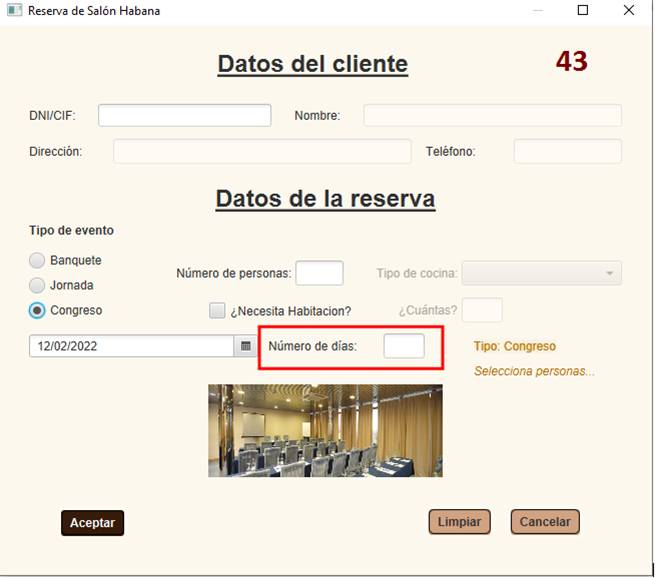 Reserva de Salón Habana
Datos del cliente
43
DNI/CIF:
Nombre:
Dirección:
Teléfono:
Datos de la reserva
Tipo de evento
Banquete
Jornada
Congreso
Número de personas:
Tipo de cocina:
¿Necesita Habitacion?
¿Cuántas?
12/02/2022
Número de días:
Tipo: Congreso
Selecciona personas...
Aceptar
Limpiar
Cancelar